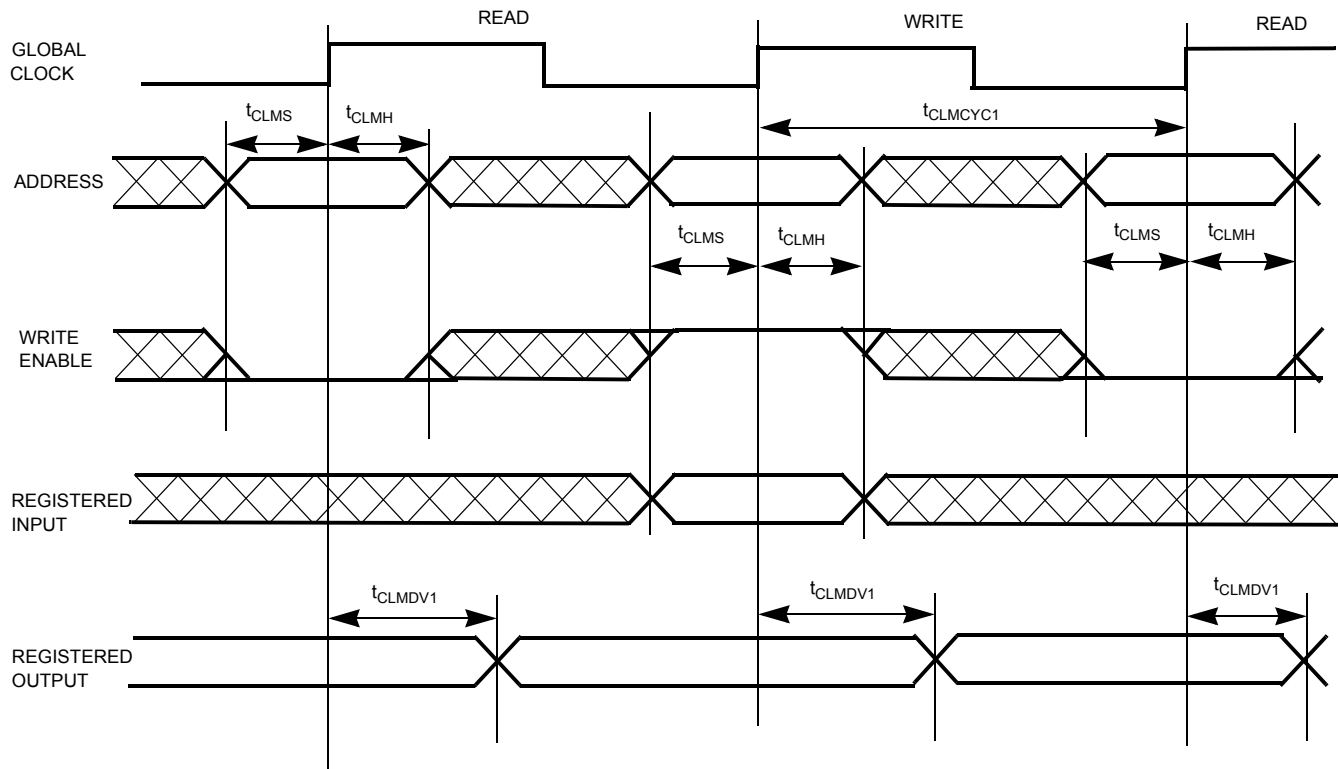 READ
WRITE
READ
GLOBAL
CLOCK
tCLMS
tCLMH
tCLMCYC1
ADDRESS
tCLMS
tCLMH
tCLMS
tCLMH
WRITE
ENABLE
REGISTERED
INPUT
tCLMDV1
tCLMDV1
tCLMDV1
REGISTERED
OUTPUT